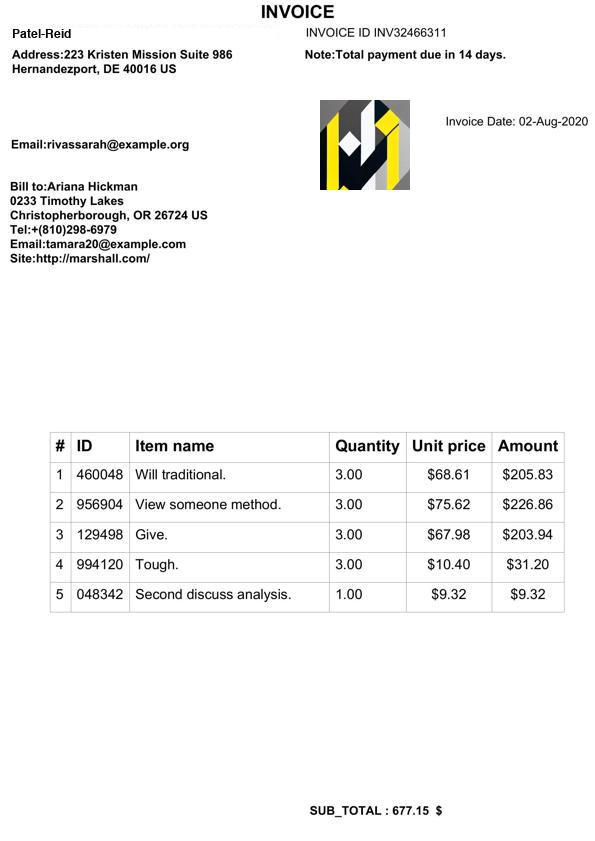 INVOICE
Patel-Reid
INVOICE ID INV32466311
Address:223 Kristen Mission Suite 986
Hernandezport, DE 40016 US
Note:Total payment due in 14 days.
Invoice Date: 02-Aug-2020
Email:rivassarah@example.org
Bill to:Ariana Hickman
0233 Timothy Lakes
Christopherborough, OR 26724 US
Tel:+(810)298-6979
Email:tamara20@example.com
Site:http://marshall.com/
# ID Item name Quantity Unit price Amount
1 460048 Will traditional. 3.00 $68.61 $205.83
2 956904 View someone method. 3.00 $75.62 $226.86
3 129498 Give. 3.00 $67.98 $203.94
4 994120 Tough. 3.00 $10.40 $31.20
5 048342 Second discuss analysis. 1.00 $9.32 $9.32
SUB_TOTAL : 677.15 $